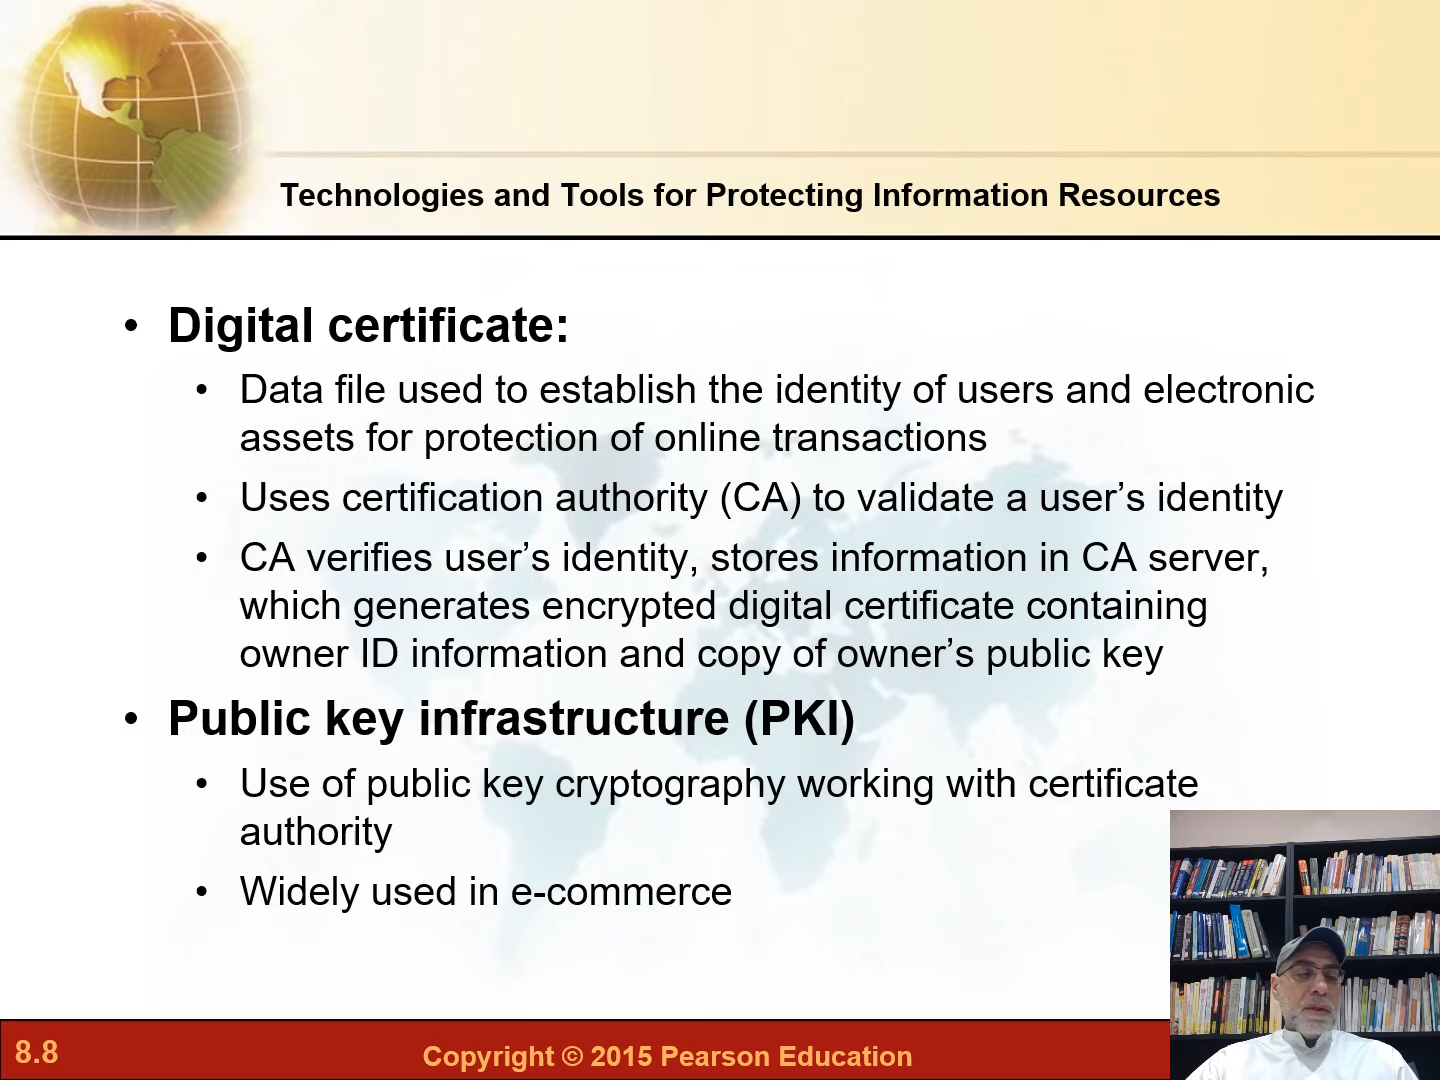 Technologies and Tools for Protecting Information Resources
• Digital certificate:
• Data file used to establish the identity of users and electronic
assets for protection of online transactions
• Uses certification authority (CA) to validate a user’s identity
• CA verifies user’s identity, stores information in CA server,
which generates encrypted digital certificate containing
owner ID information and copy of owner’s public key
• Public key infrastructure (PKI)
• Use of public key cryptography working with certificate
authority
• Widely used in e-commerce
8.8
Copyright © 2015 Pearson Education